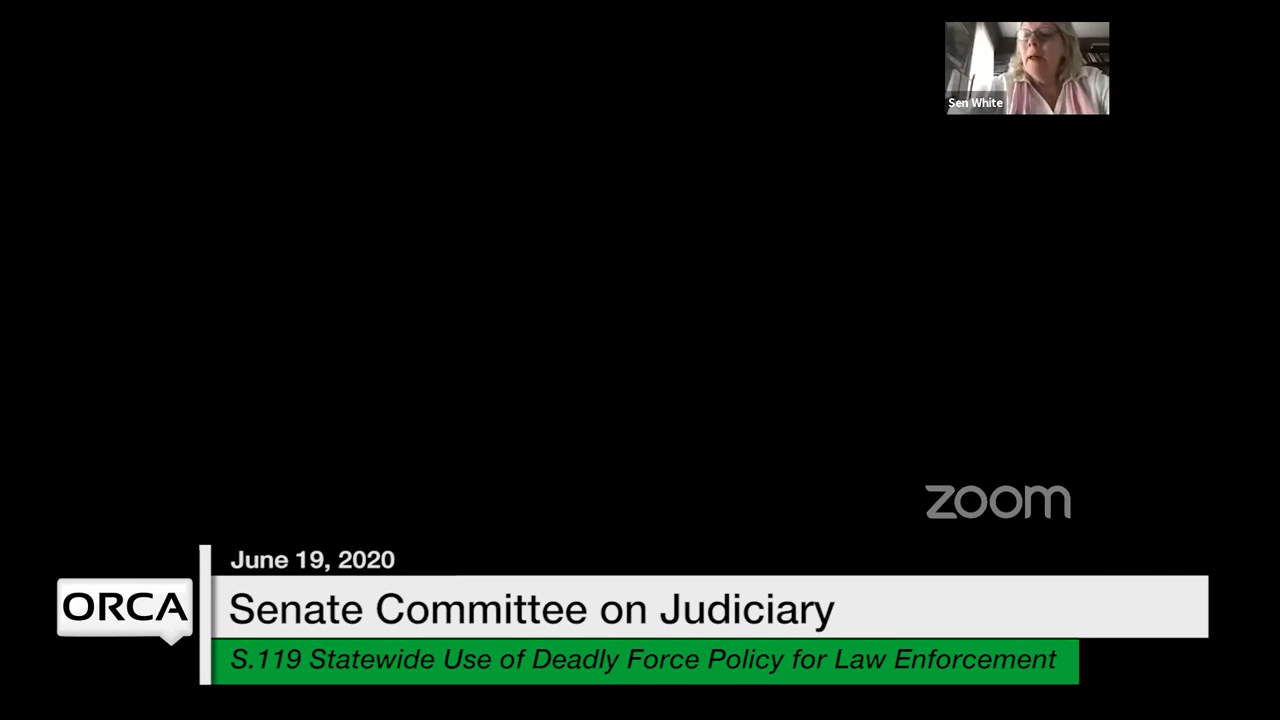 Sen White
zoom
June 19, 2020
ORCA
Senate Committee on Judiciary
S.119 Statewide Use of Deadly Force Policy for Law Enforcement